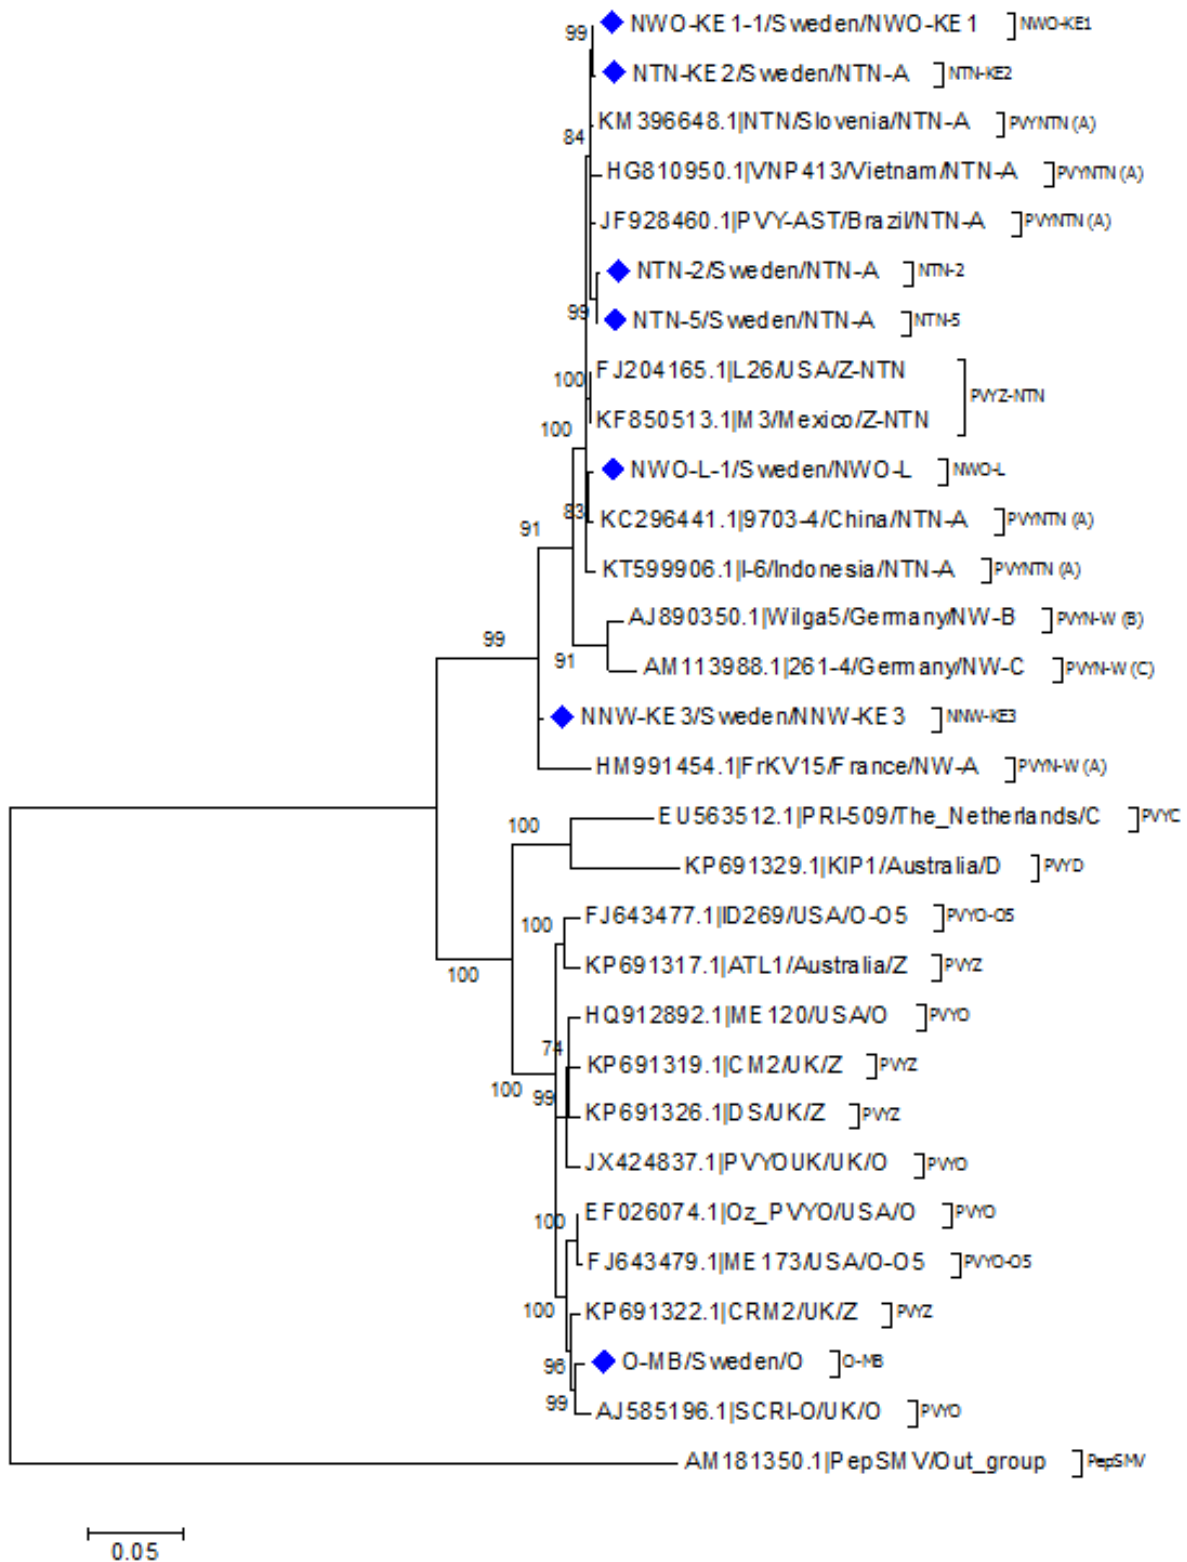 99
NWO-KE1-1/Sweden/NWO-KE1 NWO-KE1
NTN-KE2/Sweden/NTN-A NTN-KE2
KM396648.1|NTN/Slovenia/NTN-A PVYNTN (A)
84
HG810950.1|VNP413/Vietnam/NTN-A PVYNTN (A)
JF928460.1|PVY-AST/Brazil/NTN-A PVYNTN (A)
NTN-2/Sweden/NTN-A NTN-2
99
NTN-5/Sweden/NTN-A NTN-5
FJ204165.1|L26/USA/Z-NTN
100
PVYZ-NTN
KF850513.1|M3/Mexico/Z-NTN
100
NWO-L-1/Sweden/NWO-L NWO-L
83
KC296441.1|9703-4/China/NTN-A PVYNTN (A)
91
KT599906.1|I-6/Indonesia/NTN-A PVYNTN (A)
AJ890350.1|Wilga5/Germany/NW-B PVYN-W (B)
99
91
AM113988.1|261-4/Germany/NW-C PVYN-W (C)
NNW-KE3/Sweden/NNW-KE3 NNW-KE3
HM991454.1|FrKV15/France/NW-A PVYN-W (A)
EU563512.1|PRI-509/The_Netherlands/C PVYC
100
KP691329.1|KIP1/Australia/D PVYD
FJ643477.1|ID269/USA/O-O5 PVYO-O5
100
KP691317.1|ATL1/Australia/Z PVYZ
100
HQ912892.1|ME120/USA/O PVYO
74
KP691319.1|CM2/UK/Z PVYZ
100
99
KP691326.1|DS/UK/Z PVYZ
JX424837.1|PVYOUK/UK/O PVYO
EF026074.1|Oz_PVYO/USA/O PVYO
100
FJ643479.1|ME173/USA/O-O5 PVYO-O5
100
KP691322.1|CRM2/UK/Z PVYZ
96
O-MB/Sweden/O O-MB
99
AJ585196.1|SCRI-O/UK/O PVYO
AM181350.1|PepSMV/Out_group PepSMV
0.05